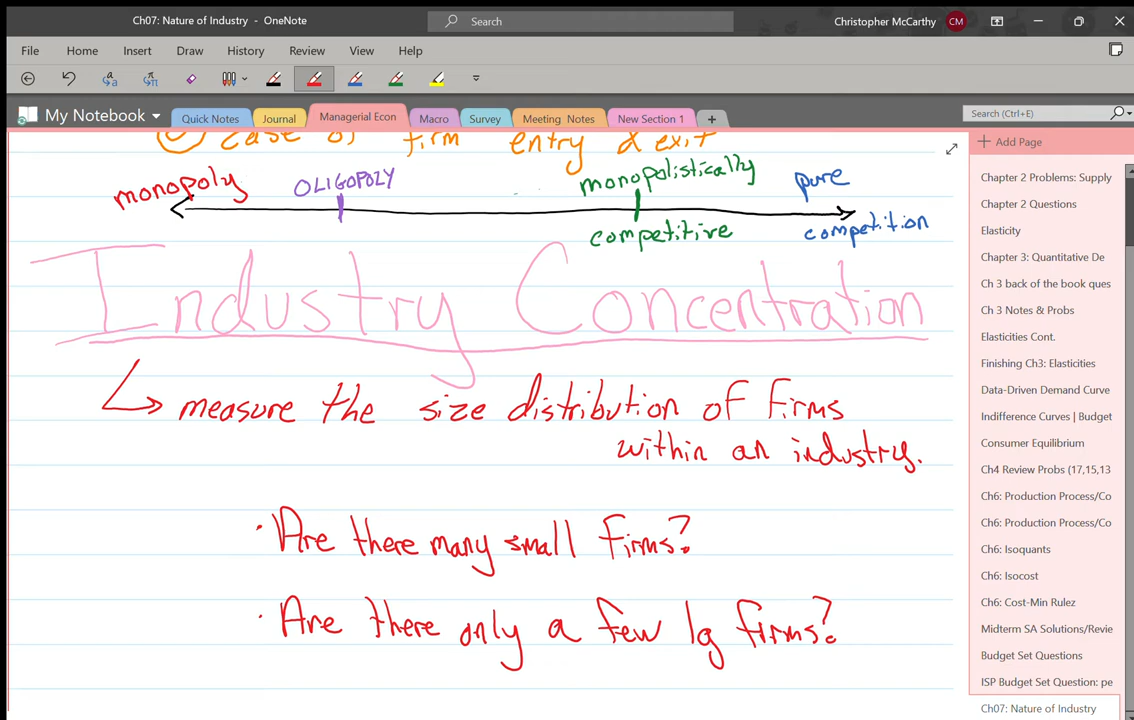 Ch07: Nature of Industry - OneNote
Search
Christopher McCarthy
CM
File Home Insert Draw History Review View Help
My Notebook
Quick Notes
Journal
Managerial Econ
Macro
Survey
Meeting Notes
New Section 1
Search (Ctrl+E)
case of firm entry & exit
monopoly OLIGOPOLY monopolistically pure
competitive competition
Industry Concentration
measure the size distribution of firms
within an industry.
· Are there many small firms?
· Are there only a few lg firms?
Add Page
Chapter 2 Problems: Supply
Chapter 2 Questions
Elasticity
Chapter 3: Quantitative De
Ch 3 back of the book ques
Ch 3 Notes & Probs
Elasticities Cont.
Finishing Ch3: Elasticities
Data-Driven Demand Curve
Indifference Curves | Budget
Consumer Equilibrium
Ch4 Review Probs (17,15,13
Ch6: Production Process/Co
Ch6: Production Process/Co
Ch6: Isoquants
Ch6: Isocost
Ch6: Cost-Min Rulez
Midterm SA Solutions/Revie
Budget Set Questions
ISP Budget Set Question: pe
Ch07: Nature of Industry